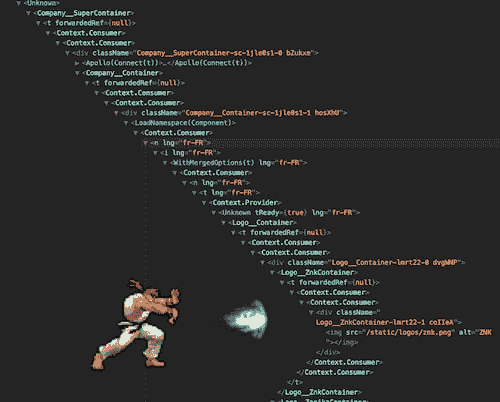 ▼<Unknown>
▼<Company__SuperContainer>
▼<t forwardedRef={null}>
▼<Context.Consumer>
▼<Context.Consumer>
▼<div className="Company__SuperContainer-sc-1jle0s1-0 bZukxe">
▶<Apollo(Connect(t))>…</Apollo(Connect(t))>
▼<Company__Container>
▼<t forwardedRef={null}>
▼<Context.Consumer>
▼<Context.Consumer>
▼<div className="Company__Container-sc-1jle0s1-1 hosXhU">
▼<LoadNamespace(Component)>
▼<Context.Consumer>
▼<n lng="fr-FR">
▼<i lng="fr-FR">
▼<WithMergedOptions(t) lng="fr-FR">
▼<Context.Consumer>
▼<n lng="fr-FR">
▼<t lng="fr-FR">
▼<Context.Provider>
▼<Unknown tReady={true} lng="fr-FR">
▼<Logo__Container>
▼<t forwardedRef={null}>
▼<Context.Consumer>
▼<Context.Consumer>
▼<div className="Logo__Container-lmrt22-0 dvgWNP">
▼<Logo__ZnkContainer>
▼<t forwardedRef={null}>
▼<Context.Consumer>
▼<Context.Consumer>
▼<div className="
Logo__ZnkContainer-lmrt22-1 coIIeA">
<img src="/static/logos/znk.png" alt="ZNK
"></img>
</div>
</Context.Consumer>
</Context.Consumer>
</t>
</Logo__ZnkContainer>